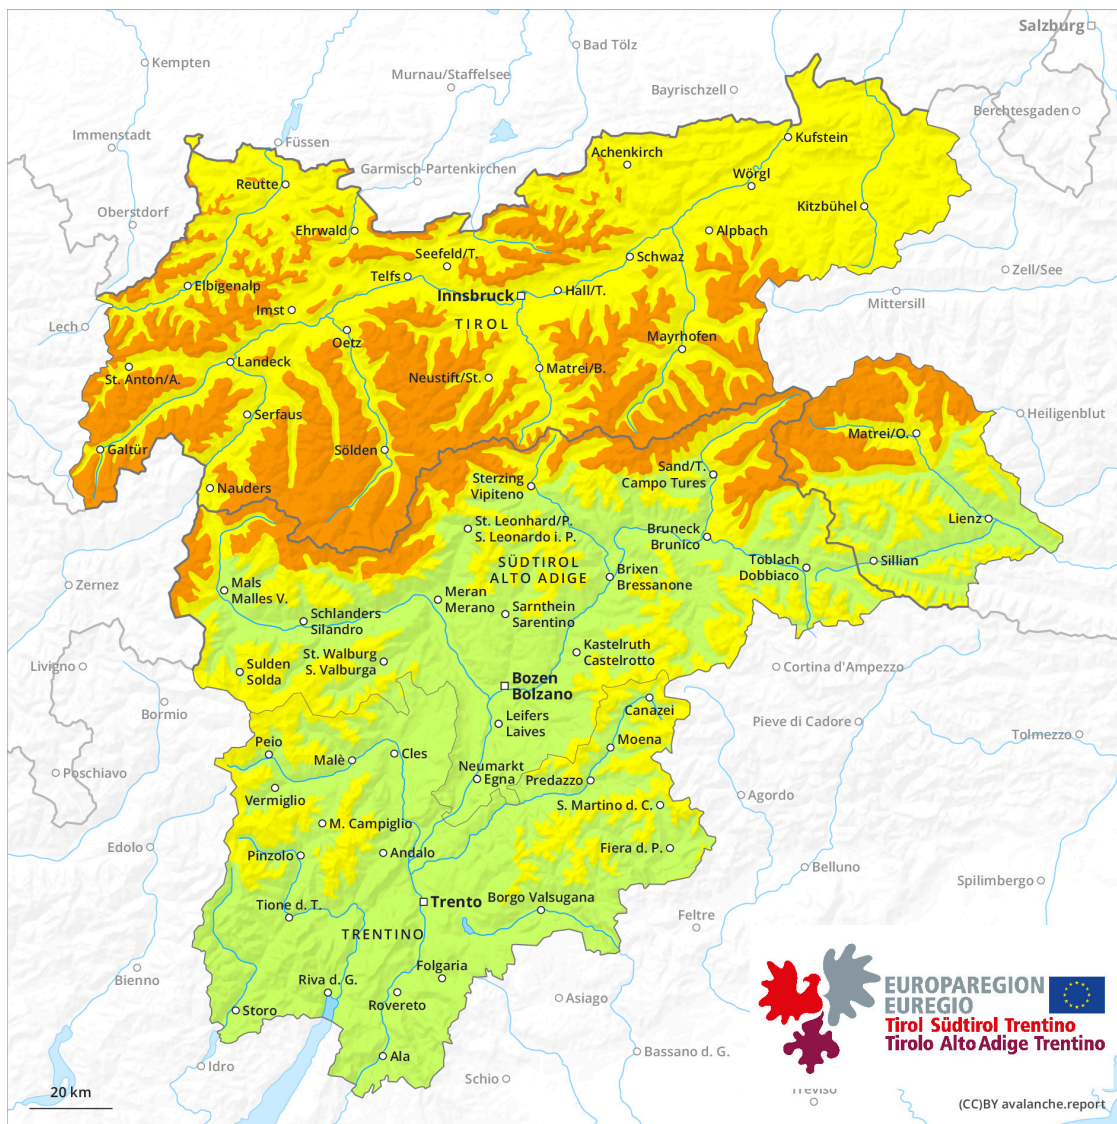 Salzburg
Bad Tölz
Kempten
Murnau/Staffelsee
Bayrischzell
Berchtesgaden
Immenstadt
Füssen
Kufstein
Achenkirch
Garmisch-Partenkirchen
Wörgl
Reutte
Oberstdorf
Kitzbühel
Ehrwald
Alpbach
Seefeld/T.
Schwaz
Zell/See
Telfs
Elbigenalp
Hall/T.
Innsbruck
Mittersill
Imst
TIROL
Lech
Oetz
Mayrhofen
Landeck
Matrei/B.
St. Anton/A.
Neustift/St.
Serfaus
Heiligenblut
Matrei/O.
Galtür
Sölden
Sand/T.
Campo Tures
Sterzing
Vipiteno
Nauders
Lienz
St. Leonhard/P.
S. Leonardo i. P.
Bruneck
Brunico
SÜDTIROL
ALTO ADIGE
Toblach
Dobbiaco
Sillian
Brixen
Bressanone
Zernez
Mals
Malles V.
Meran
Merano
Schlanders
Silandro
Sarnthein
Sarentino
Kastelruth
Castelrotto
St. Walburg
S. Valburga
Livigno
Sulden
Solda
Cortina d'Ampezzo
Bozen
Bolzano
Bormio
Canazei
Leifers
Laives
Pieve di Cadore
Tolmezzo
Peio
Moena
Cles
Malè
Poschiavo
Neumarkt
Egna
Predazzo
Vermiglio
Agordo
S. Martino d. C.
M. Campiglio
Edolo
Andalo
Fiera d. P.
Pinzolo
Belluno
Spilimbergo
Borgo Valsugana
Trento
Tione d. T.
Feltre
TRENTINO
Folgaria
Bienno
Riva d. G.
EUROPAREGION
EUREGIO
Tirol Südtirol Trentino
Tirolo Alto Adige Trentino
Asiago
Rovereto
Storo
Bassano d. G.
Ala
Idro
Schio
20 km
Treviso
(CC)BY avalanche.report